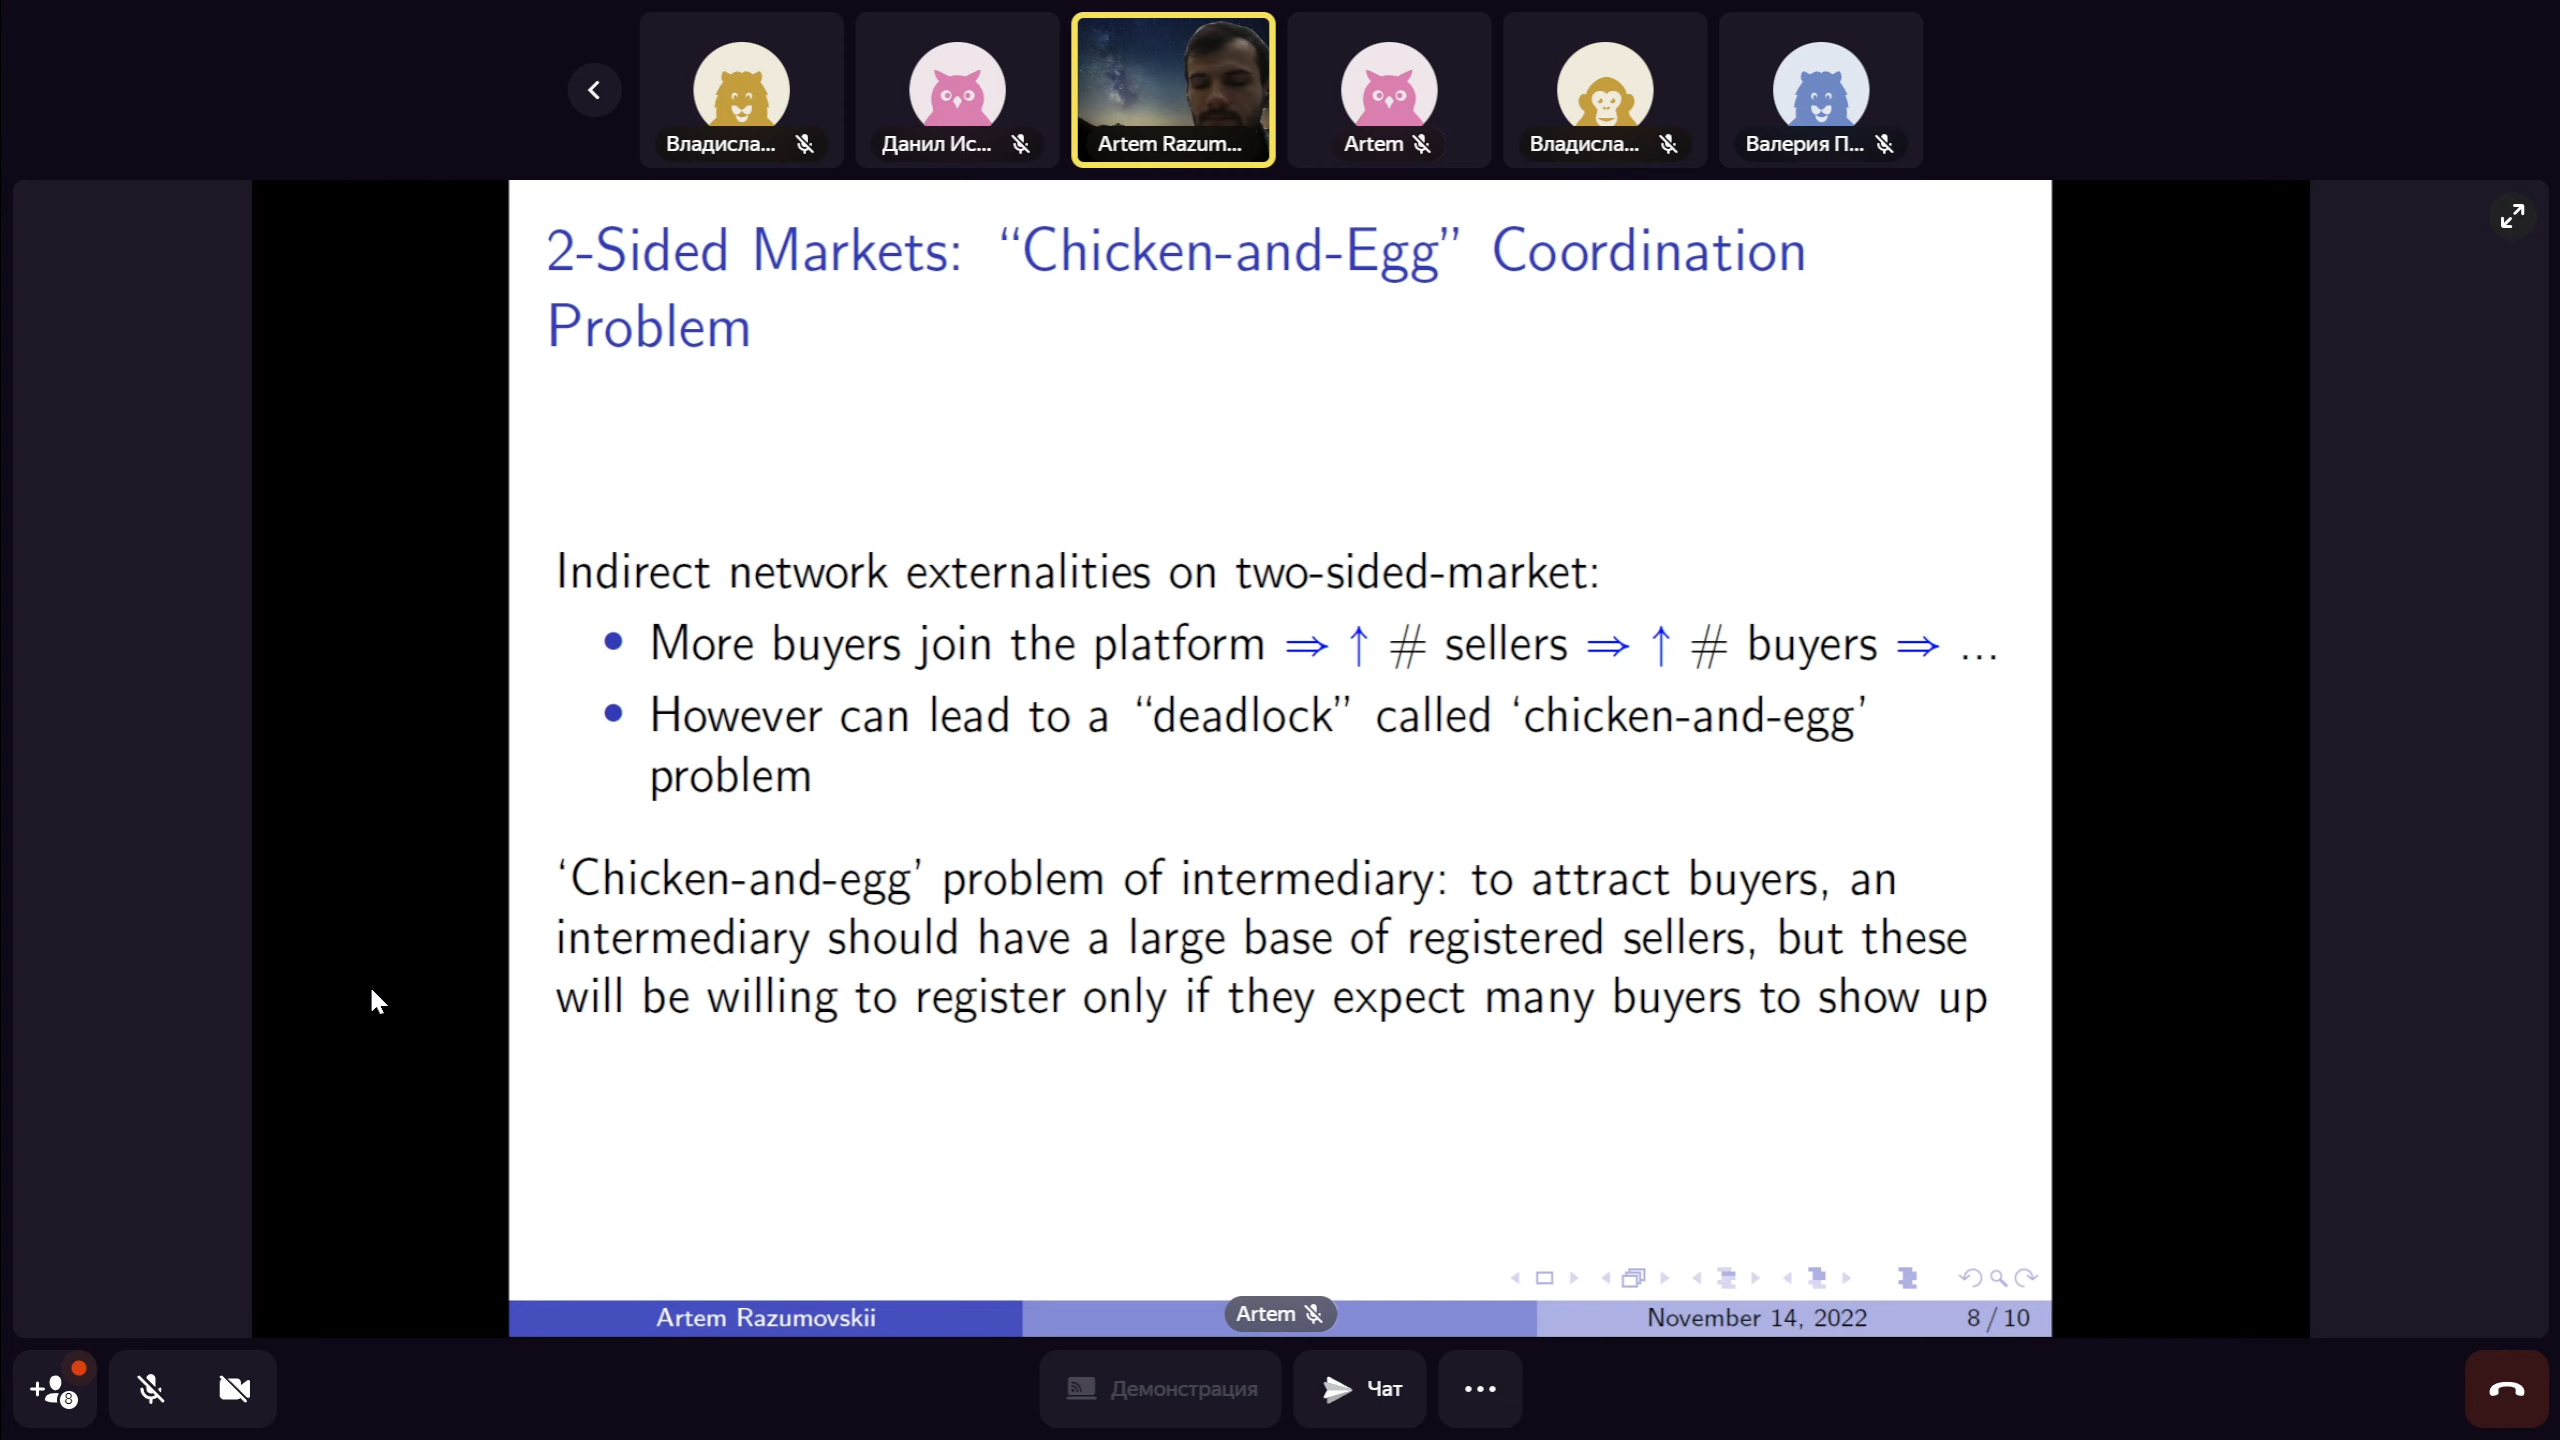 Владисла...
Данил Ис...
Artem Razum...
Artem
Владисла...
Валерия П...
2-Sided Markets: “Chicken-and-Egg” Coordination
Problem
Indirect network externalities on two-sided-market:
• More buyers join the platform ⇒ ↑ # sellers ⇒ ↑ # buyers ⇒ ...
• However can lead to a “deadlock” called ‘chicken-and-egg’
problem
‘Chicken-and-egg’ problem of intermediary: to attract buyers, an
intermediary should have a large base of registered sellers, but these
will be willing to register only if they expect many buyers to show up
Artem Razumovskii
Artem
November 14, 2022
8 / 10
8
Демонстрация
Чат